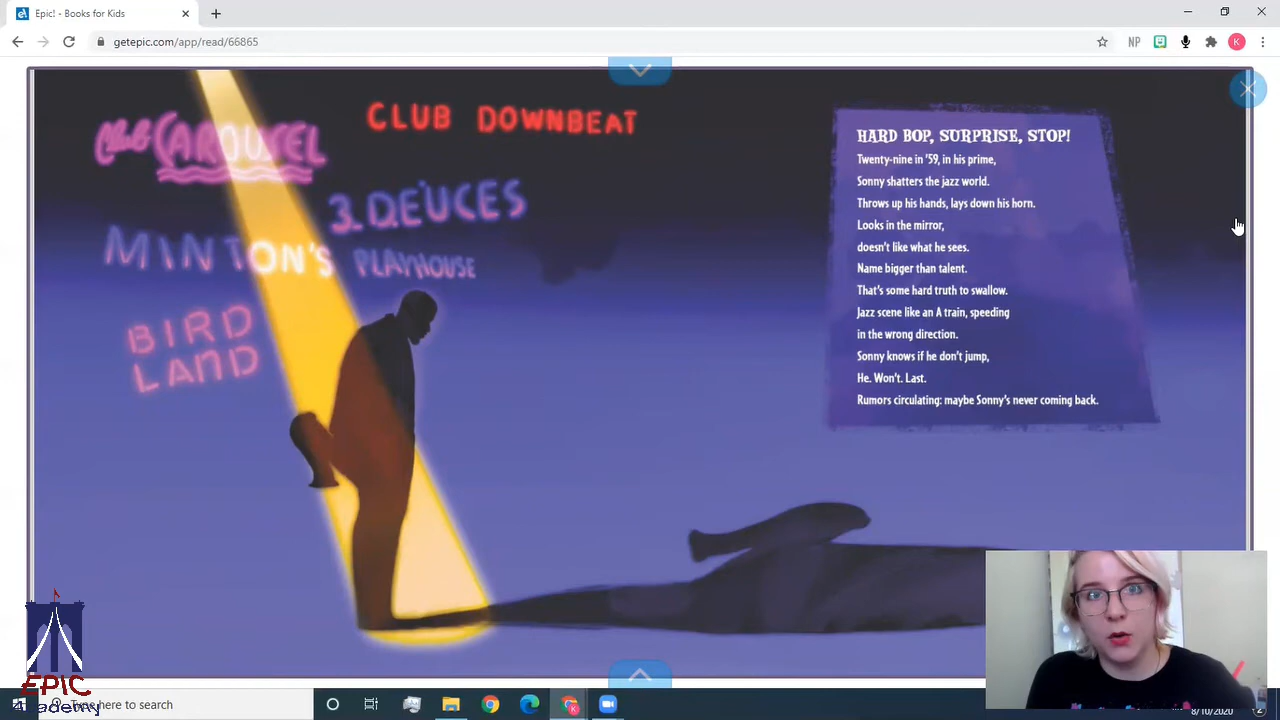 Epic! - Books for Kids
getepic.com/app/read/66865
NP
K
CAROUSEL
CLUB DOWNBEAT
3 DEUCES
MINTON'S PLAYHOUSE
BIRD
LAND
HARD BOP, SURPRISE, STOP!
Twenty-nine in '59, in his prime,
Sonny shatters the jazz world.
Throws up his hands, lays down his horn.
Looks in the mirror,
doesn't like what he sees.
Name bigger than talent.
That's some hard truth to swallow.
Jazz scene like an A train, speeding
in the wrong direction.
Sonny knows if he don't jump,
He. Won't. Last.
Rumors circulating: maybe Sonny's never coming back.
EPIC
Academy
here to search
8/10/2020
2